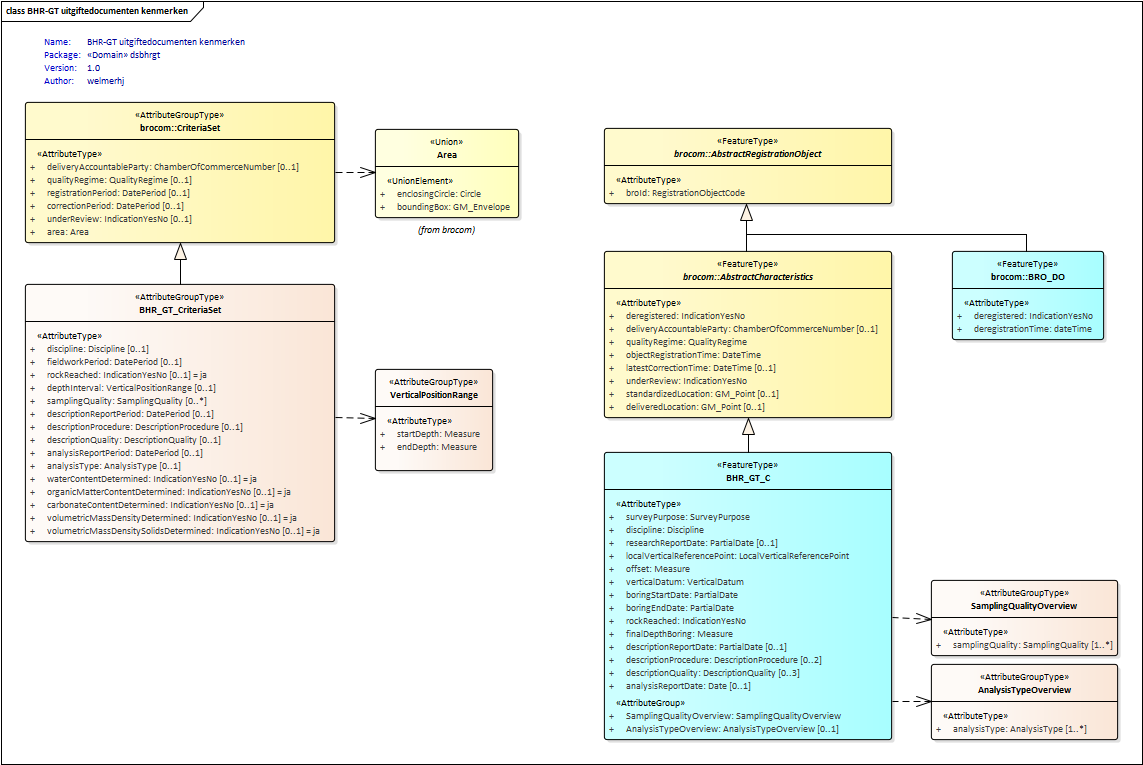 class BHR-GT uitgiftedocumenten kenmerken
Name: BHR-GT uitgiftedocumenten kenmerken
Package: «Domain» dsbhrgt
Version: 1.0
Author: welmerhj
«AttributeGroupType»
brocom::CriteriaSet
«AttributeType»
+ deliveryAccountableParty: ChamberOfCommerceNumber [0..1]
+ qualityRegime: QualityRegime [0..1]
+ registrationPeriod: DatePeriod [0..1]
+ correctionPeriod: DatePeriod [0..1]
+ underReview: IndicationYesNo [0..1]
+ area: Area
«Union»
Area
«UnionElement»
+ enclosingCircle: Circle
+ boundingBox: GM_Envelope
(from brocom)
«AttributeGroupType»
BHR_GT_CriteriaSet
«AttributeType»
+ discipline: Discipline [0..1]
+ fieldworkPeriod: DatePeriod [0..1]
+ rockReached: IndicationYesNo [0..1] = ja
+ depthInterval: VerticalPositionRange [0..1]
+ samplingQuality: SamplingQuality [0..*]
+ descriptionReportPeriod: DatePeriod [0..1]
+ descriptionProcedure: DescriptionProcedure [0..1]
+ descriptionQuality: DescriptionQuality [0..1]
+ analysisReportPeriod: DatePeriod [0..1]
+ analysisType: AnalysisType [0..1]
+ waterContentDetermined: IndicationYesNo [0..1] = ja
+ organicMatterContentDetermined: IndicationYesNo [0..1] = ja
+ carbonateContentDetermined: IndicationYesNo [0..1] = ja
+ volumetricMassDensityDetermined: IndicationYesNo [0..1] = ja
+ volumetricMassDensitySolidsDetermined: IndicationYesNo [0..1] = ja
«AttributeGroupType»
VerticalPositionRange
«AttributeType»
+ startDepth: Measure
+ endDepth: Measure
«FeatureType»
brocom::AbstractRegistrationObject
«AttributeType»
+ broId: RegistrationObjectCode
«FeatureType»
brocom::AbstractCharacteristics
«AttributeType»
+ deregistered: IndicationYesNo
+ deliveryAccountableParty: ChamberOfCommerceNumber [0..1]
+ qualityRegime: QualityRegime
+ objectRegistrationTime: DateTime
+ latestCorrectionTime: DateTime [0..1]
+ underReview: IndicationYesNo
+ standardizedLocation: GM_Point [0..1]
+ deliveredLocation: GM_Point [0..1]
«FeatureType»
brocom::BRO_DO
«AttributeType»
+ deregistered: IndicationYesNo
+ deregistrationTime: dateTime
«FeatureType»
BHR_GT_C
«AttributeType»
+ surveyPurpose: SurveyPurpose
+ discipline: Discipline
+ researchReportDate: PartialDate [0..1]
+ localVerticalReferencePoint: LocalVerticalReferencePoint
+ offset: Measure
+ verticalDatum: VerticalDatum
+ boringStartDate: PartialDate
+ boringEndDate: PartialDate
+ rockReached: IndicationYesNo
+ finalDepthBoring: Measure
+ descriptionReportDate: PartialDate [0..1]
+ descriptionProcedure: DescriptionProcedure [0..2]
+ descriptionQuality: DescriptionQuality [0..3]
+ analysisReportDate: Date [0..1]
«AttributeGroup»
+ SamplingQualityOverview: SamplingQualityOverview
+ AnalysisTypeOverview: AnalysisTypeOverview [0..1]
«AttributeGroupType»
SamplingQualityOverview
«AttributeType»
+ samplingQuality: SamplingQuality [1..*]
«AttributeGroupType»
AnalysisTypeOverview
«AttributeType»
+ analysisType: AnalysisType [1..*]